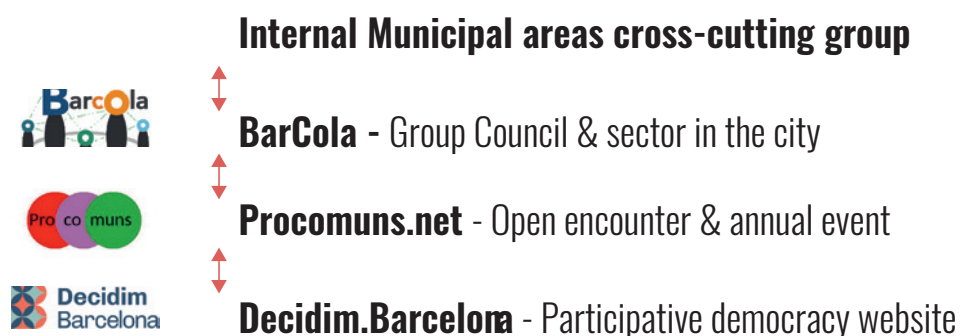 Internal Municipal areas cross-cutting group
BarCola
BarCola - Group Council & sector in the city
Pro co muns
Procomuns.net - Open encounter & annual event
Decidim
Barcelona
Decidim.Barcelona - Participative democracy website